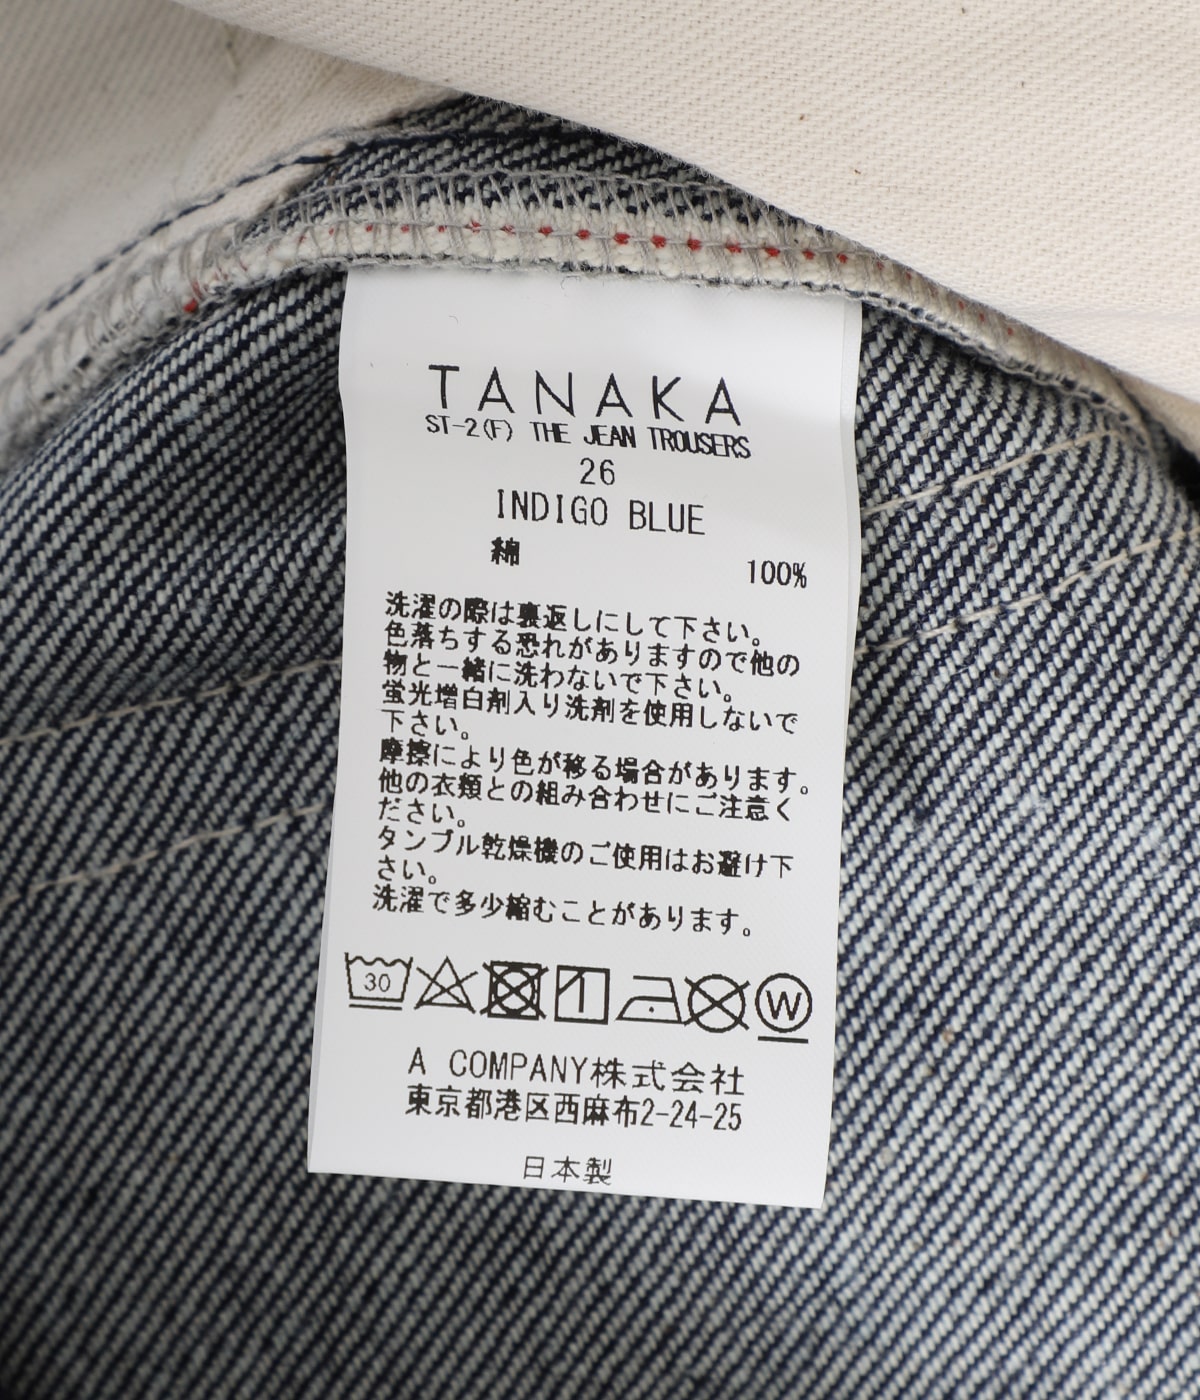 TANAKA
ST-2(F) THE JEAN TROUSERS
26
INDIGO BLUE
綿 100%
洗濯の際は裏返しにして下さい。
色落ちする恐れがありますので他の
物と一緒に洗わないで下さい。
蛍光増白剤入り洗剤を使用しないで
下さい。
摩擦により色が移る場合があります。
他の衣類との組み合わせにご注意く
ださい。
タンブル乾燥機のご使用はお避け下
さい。
洗濯で多少縮むことがあります。
30 W
A COMPANY株式会社
東京都港区西麻布2-24-25
日本製